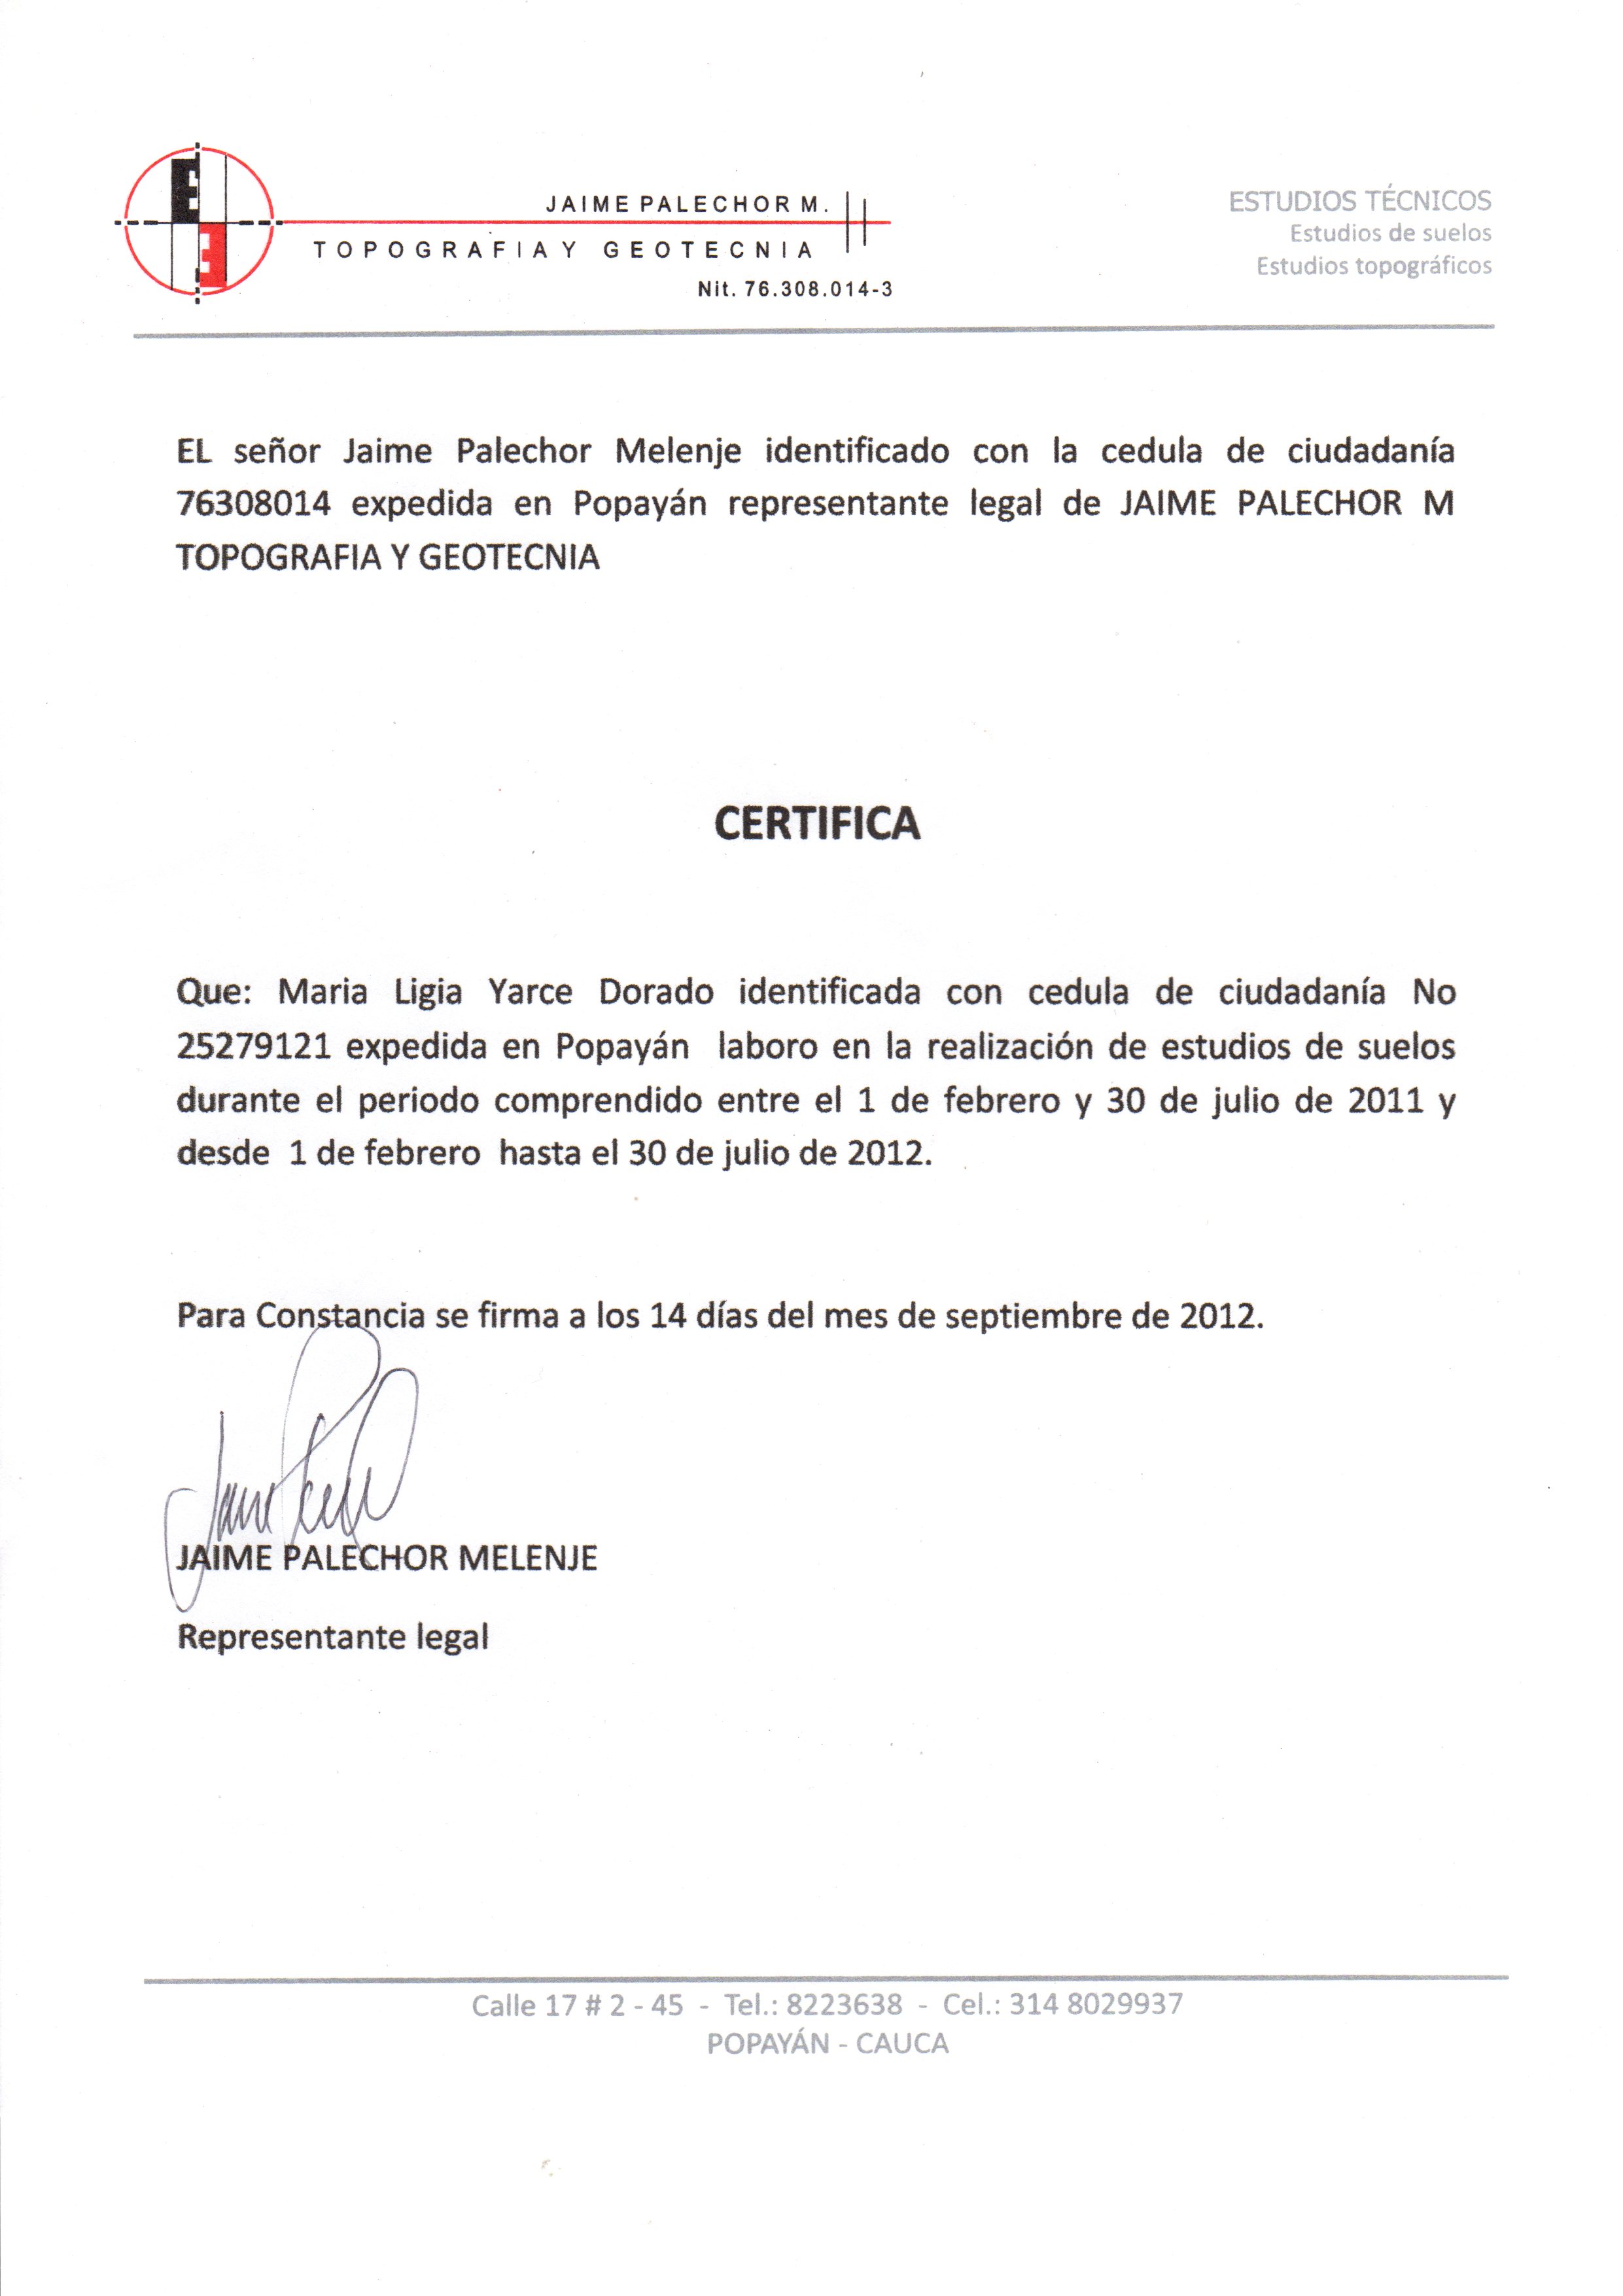 E
E
JAIME PALECHOR M.
TOPOGRAFIA Y GEOTECNIA
Nit. 76.308.014-3
ESTUDIOS TÉCNICOS
Estudios de suelos
Estudios topográficos
EL señor Jaime Palechor Melenje identificado con la cedula de ciudadanía
76308014 expedida en Popayán representante legal de JAIME PALECHOR M
TOPOGRAFIA Y GEOTECNIA
CERTIFICA
Que: Maria Ligia Yarce Dorado identificada con cedula de ciudadanía No
25279121 expedida en Popayán laboro en la realización de estudios de suelos
durante el periodo comprendido entre el 1 de febrero y 30 de julio de 2011 y
desde 1 de febrero hasta el 30 de julio de 2012.
Para Constancia se firma a los 14 días del mes de septiembre de 2012.
JAIME PALECHOR MELENJE
Representante legal
Calle 17 # 2 - 45 - Tel.: 8223638 - Cel.: 314 8029937
POPAYÁN - CAUCA